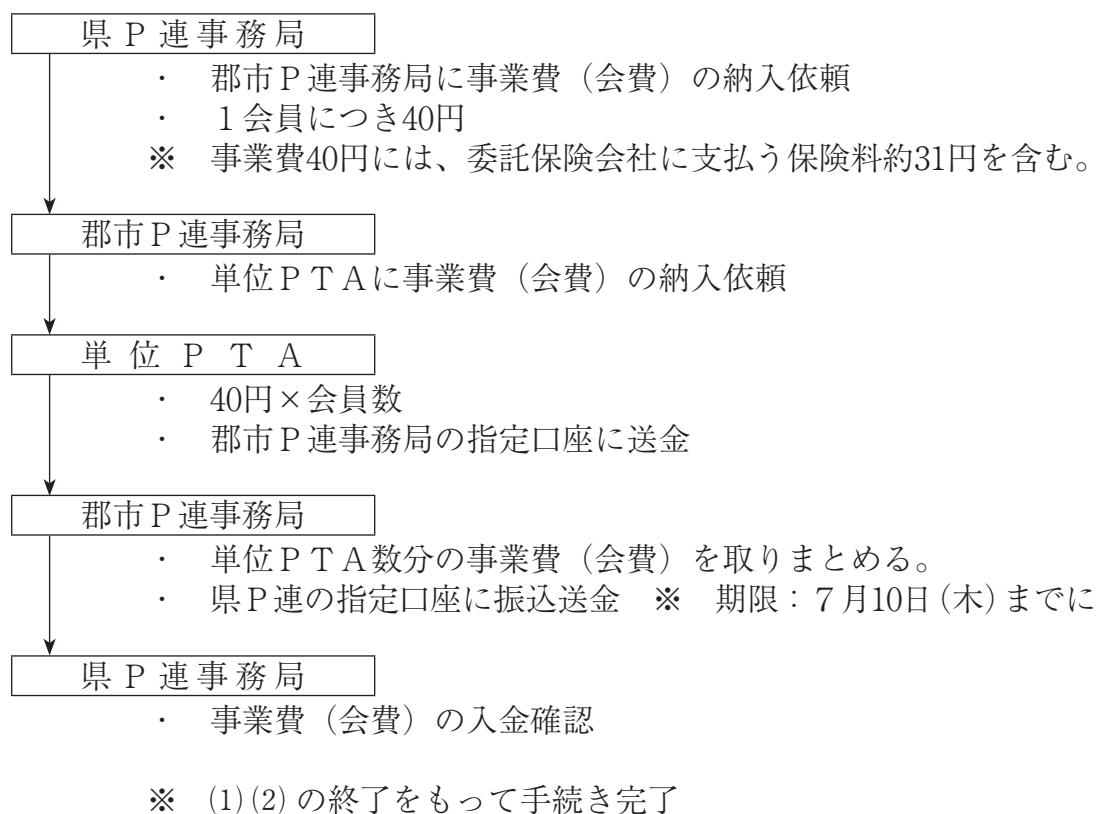 県Ｐ連事務局
・　郡市Ｐ連事務局に事業費（会費）の納入依頼
・　１会員につき40円
※　事業費40円には、委託保険会社に支払う保険料約31円を含む。
郡市Ｐ連事務局
・　単位ＰＴＡに事業費（会費）の納入依頼
単位ＰＴＡ
・　40円×会員数
・　郡市Ｐ連事務局の指定口座に送金
郡市Ｐ連事務局
・　単位ＰＴＡ数分の事業費（会費）を取りまとめる。
・　県Ｐ連の指定口座に振込送金　※　期限：７月10日(木)までに
県Ｐ連事務局
・　事業費（会費）の入金確認
※　(1)(2)の終了をもって手続き完了